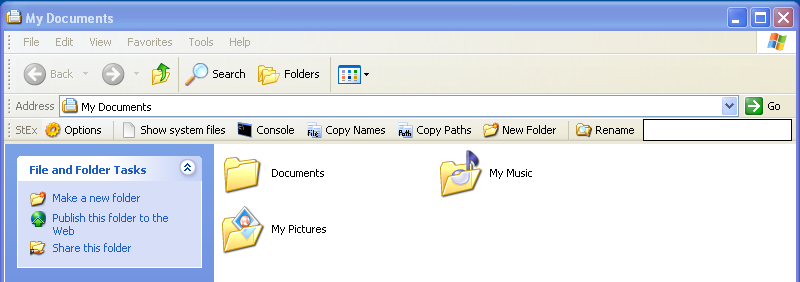 My Documents
File Edit View Favorites Tools Help
Back Search Folders
Address My Documents Go
StEx Options Show system files Console File Copy Names Path Copy Paths New Folder Rename
File and Folder Tasks
Make a new folder
Publish this folder to the
Web
Share this folder
Documents My Music
My Pictures